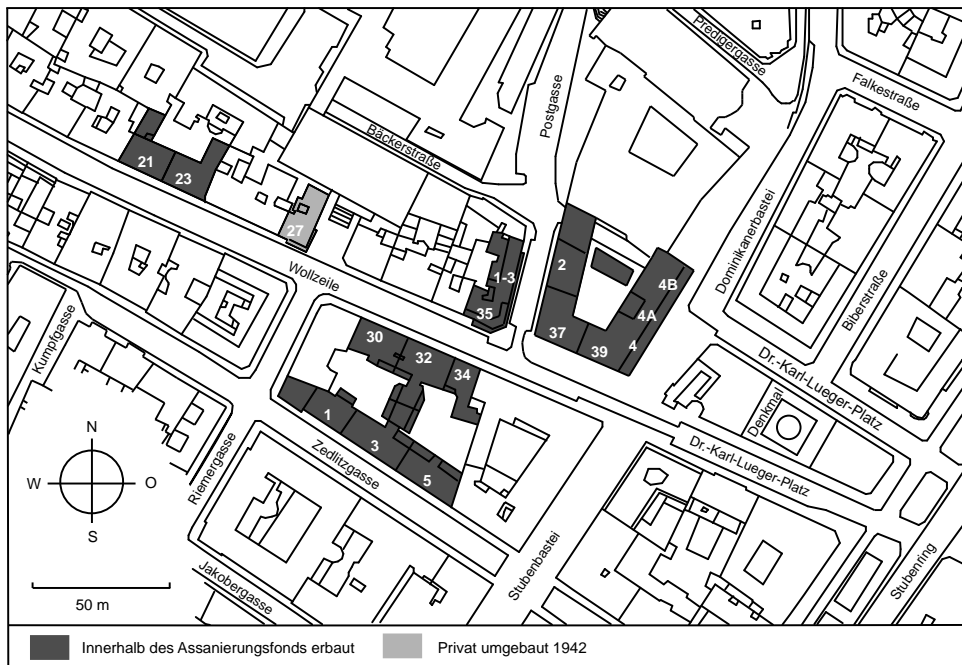 Predigergasse
Falkestraße
Postgasse
Bäckerstraße
21
23
27
Wollzeile
Dominikanerbastei
Biberstraße
2
1-3
35
4B
4A
4
37
39
Kumpfgasse
30
32
34
1
3
5
Zedlitzgasse
Riemergasse
Dr.-Karl-Lueger-Platz
Denkmal
Dr.-Karl-Lueger-Platz
N
W
O
S
Stubenbastei
Stubenring
Jakobergasse
50 m
Innerhalb des Assanierungsfonds erbaut
Privat umgebaut 1942